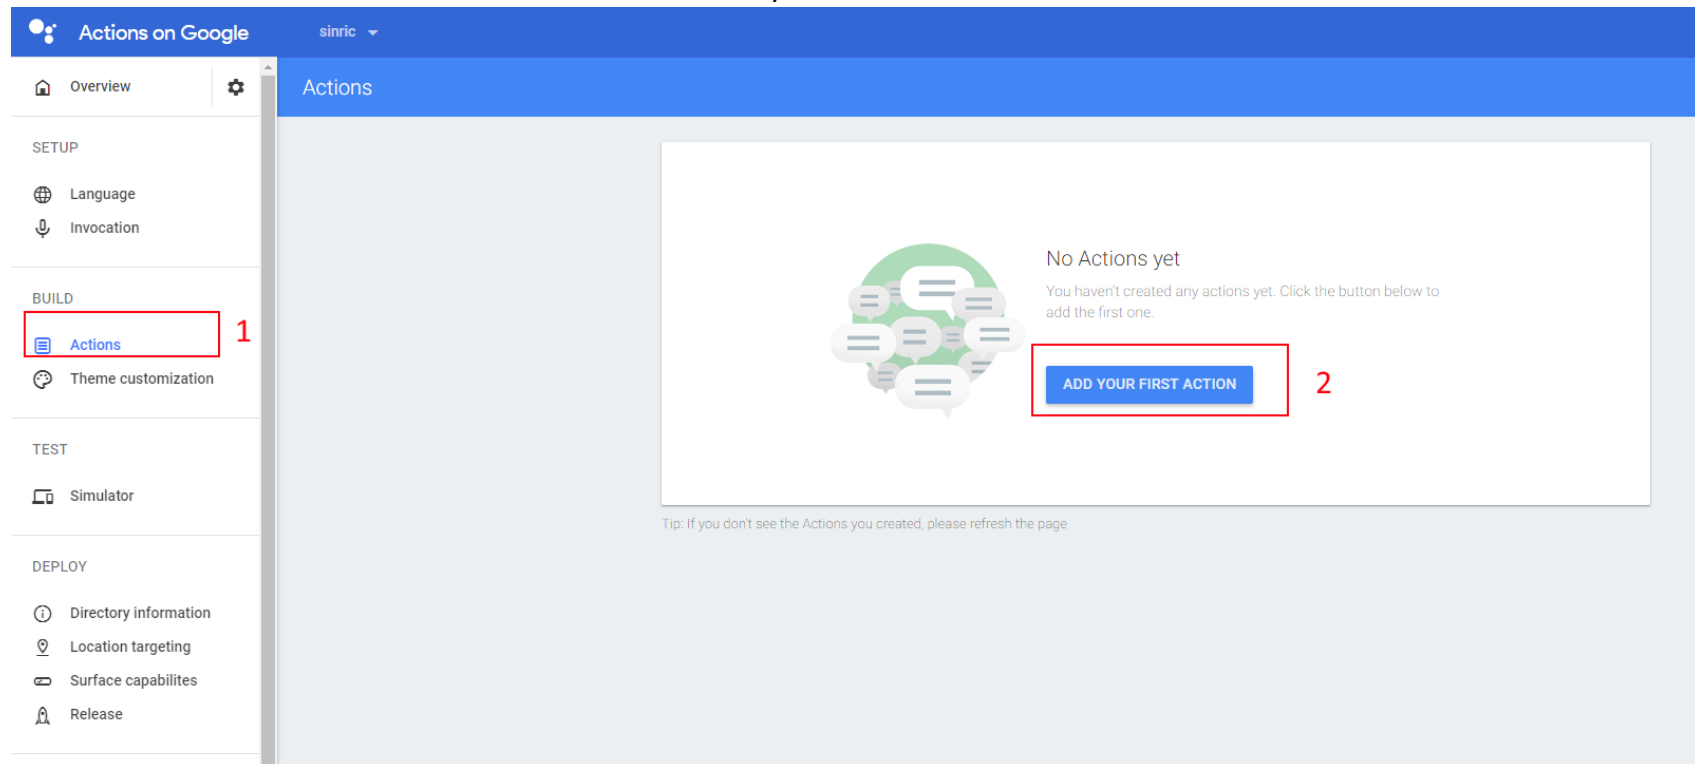 Actions on Google
sinric
Overview
Actions
SETUP
Language
Invocation
BUILD
Actions
1
Theme customization
TEST
Simulator
DEPLOY
Directory information
Location targeting
Surface capabilites
Release
No Actions yet
You haven't created any actions yet. Click the button below to
add the first one.
ADD YOUR FIRST ACTION
2
Tip: If you don't see the Actions you created, please refresh the page